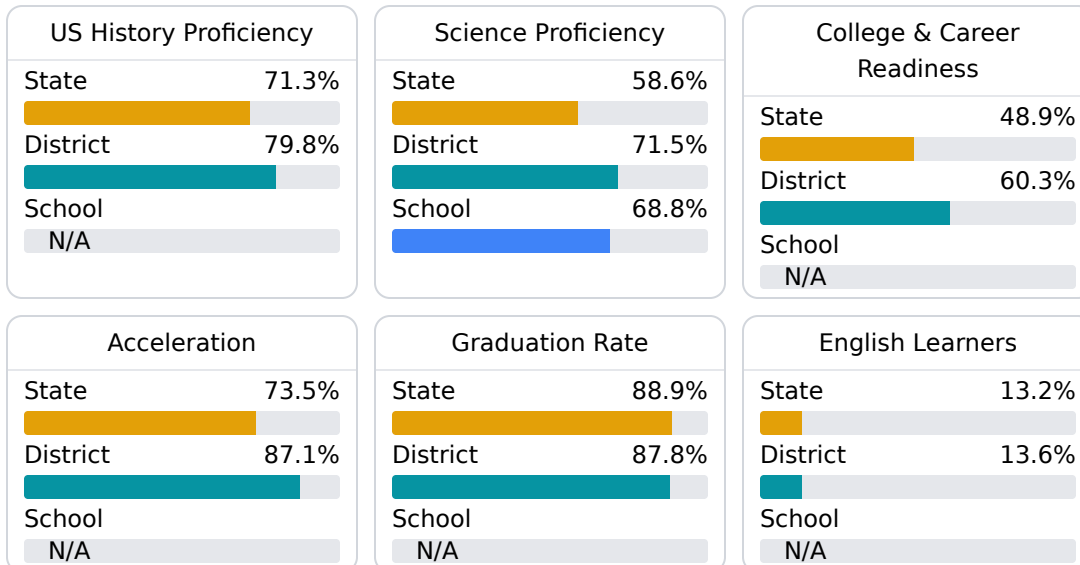 US History Proficiency
State 71.3%
District 79.8%
School
N/A
Science Proficiency
State 58.6%
District 71.5%
School 68.8%
College & Career
Readiness
State 48.9%
District 60.3%
School
N/A
Acceleration
State 73.5%
District 87.1%
School
N/A
Graduation Rate
State 88.9%
District 87.8%
School
N/A
English Learners
State 13.2%
District 13.6%
School
N/A